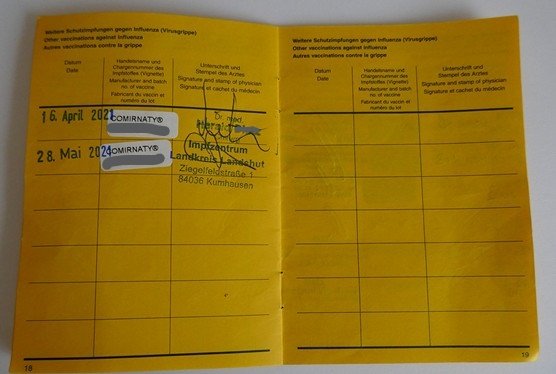 Weitere Schutzimpfungen gegen Influenza (Virusgrippe)
Other vaccinations against influenza
Autres vaccinations contre la grippe
Datum
Date
Handelsname und
Chargennummer des
Impfstoffes (Vignette)
Manufacturer and batch
no. of vaccine
Fabricant du vaccin et
numéro du lot
Unterschrift und
Stempel des Arztes
Signature and stamp of physician
Signature et cachet du médecin
16. April 202
COMIRNATY®
Dr. med.
28. Mai 202
COMIRNATY®
Impfzentrum
Landkreis Landshut
Ziegelfeldstraße 1
84036 Kumhausen
18
Weitere Schutzimpfungen gegen Influenza (Virusgrippe)
Other vaccinations against influenza
Autres vaccinations contre la grippe
Datum
Date
Handelsname und
Chargennummer des
Impfstoffes (Vignette)
Manufacturer and batch
no. of vaccine
Fabricant du vaccin et
numéro du lot
Unterschrift und
Stempel des Arztes
Signature and stamp of physician
Signature et cachet du médecin
19